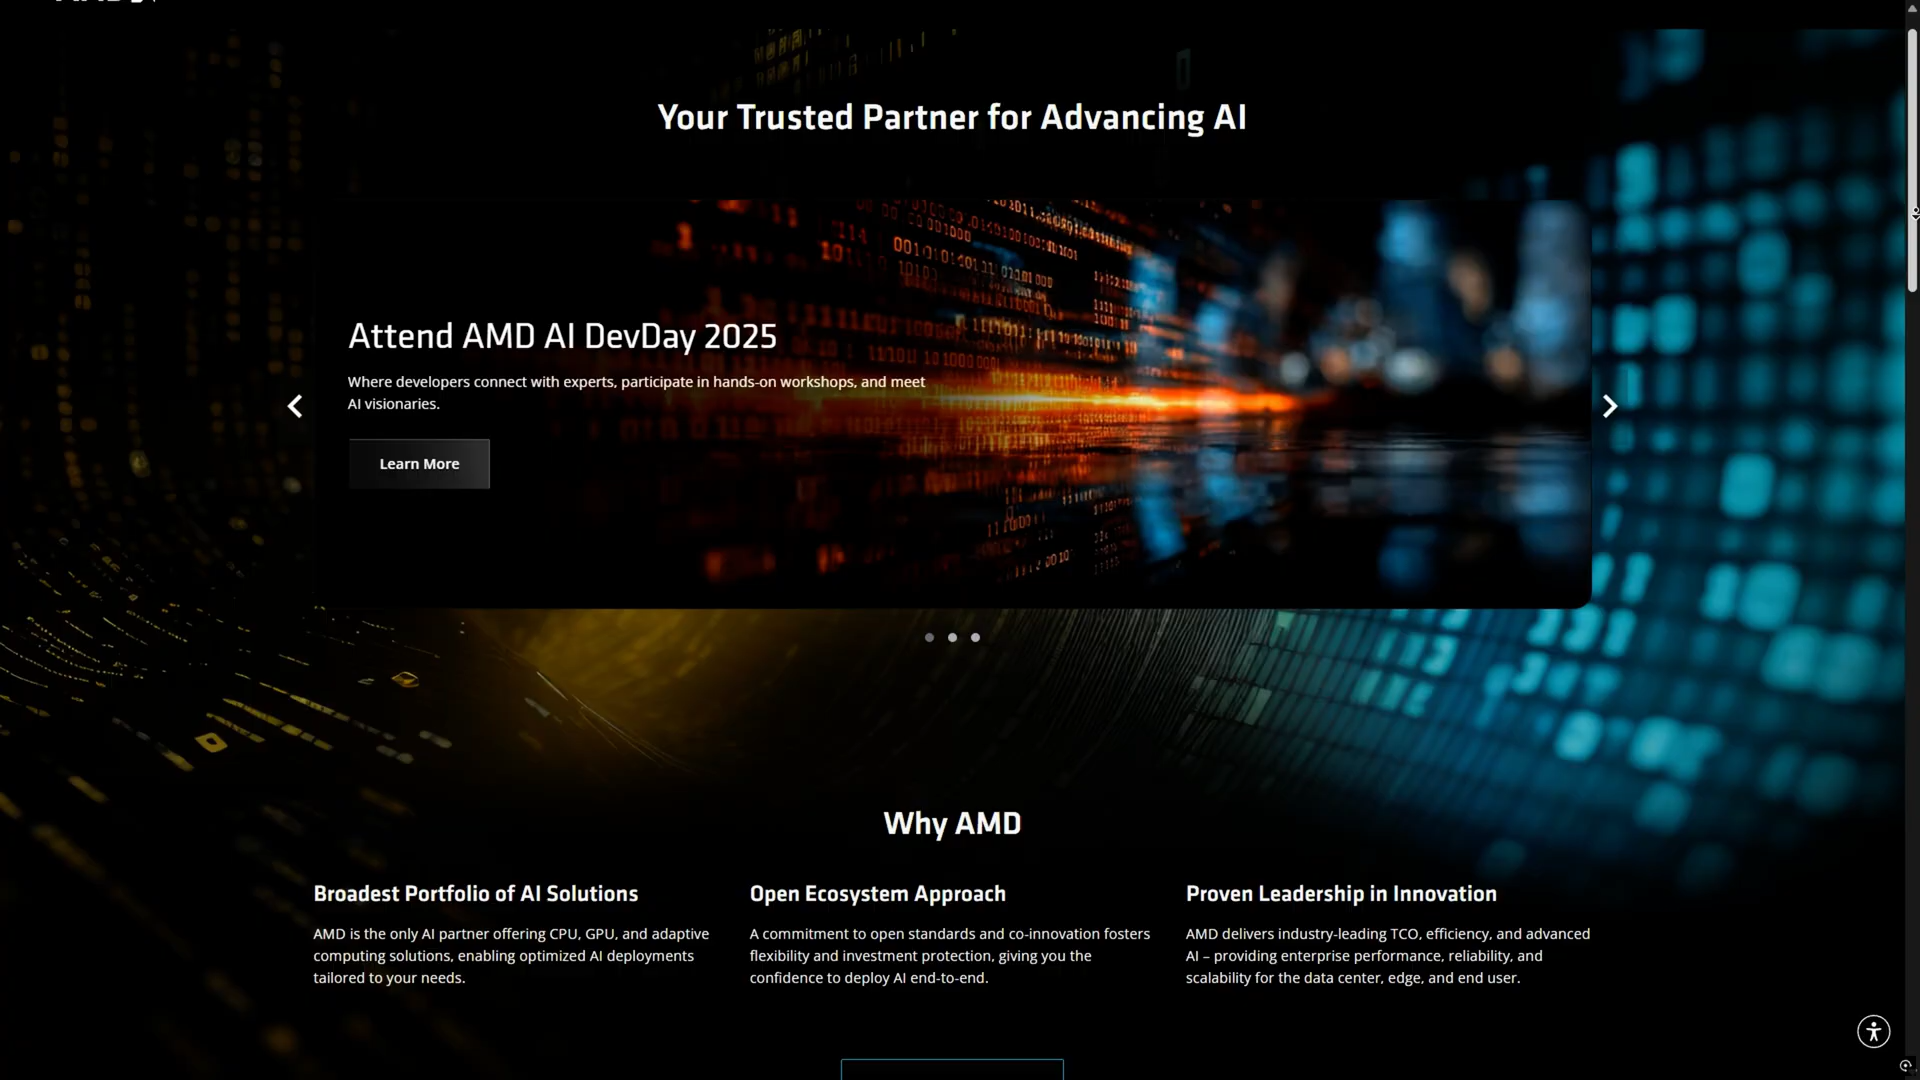 Your Trusted Partner for Advancing AI
Attend AMD AI DevDay 2025
Where developers connect with experts, participate in hands-on workshops, and meet
AI visionaries.
Learn More
Why AMD
Broadest Portfolio of AI Solutions
AMD is the only AI partner offering CPU, GPU, and adaptive
computing solutions, enabling optimized AI deployments
tailored to your needs.
Open Ecosystem Approach
A commitment to open standards and co-innovation fosters
flexibility and investment protection, giving you the
confidence to deploy AI end-to-end.
Proven Leadership in Innovation
AMD delivers industry-leading TCO, efficiency, and advanced
AI – providing enterprise performance, reliability, and
scalability for the data center, edge, and end user.